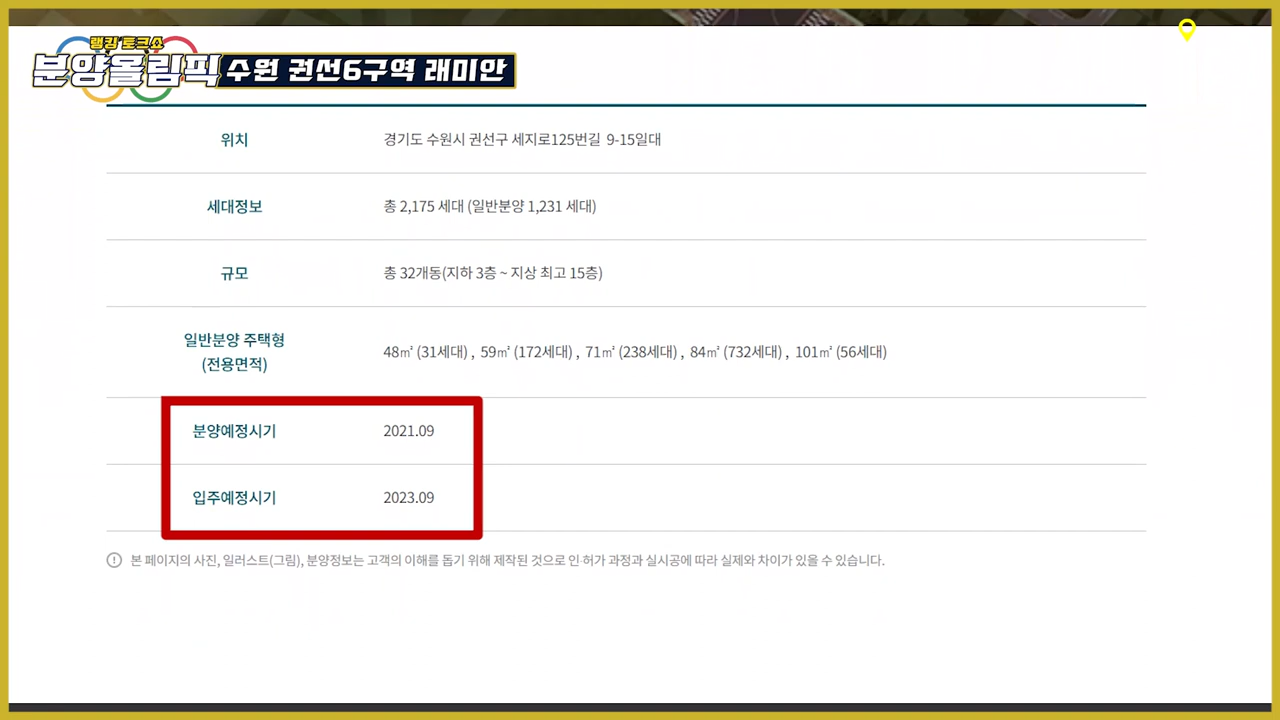 랭킹 토크쇼
분양올림픽 수원 권선6구역 래미안
위치 경기도 수원시 권선구 세지로125번길 9-15일대
세대정보 총 2,175 세대 (일반분양 1,231 세대)
규모 총 32개동(지하 3층 ~ 지상 최고 15층)
일반분양 주택형
(전용면적) 48㎡ (31세대) , 59㎡ (172세대) , 71㎡ (238세대) , 84㎡ (732세대) , 101㎡ (56세대)
분양예정시기 2021.09
입주예정시기 2023.09
본 페이지의 사진, 일러스트(그림), 분양정보는 고객의 이해를 돕기 위해 제작된 것으로 인·허가 과정과 실시공에 따라 실제와 차이가 있을 수 있습니다.